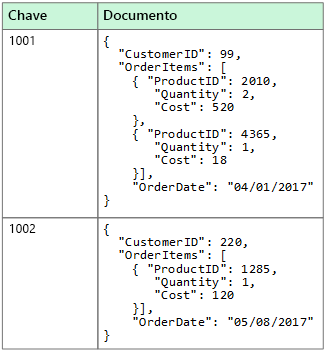 Chave Documento
1001
{
  "CustomerID": 99,
  "OrderItems": [
    { "ProductID": 2010,
       "Quantity": 2,
       "Cost": 520
    },
    { "ProductID": 4365,
       "Quantity": 1,
       "Cost": 18
    }],
    "OrderDate": "04/01/2017"
}
1002
{
  "CustomerID": 220,
  "OrderItems": [
    { "ProductID": 1285,
       "Quantity": 1,
       "Cost": 120
    }],
    "OrderDate": "05/08/2017"
}